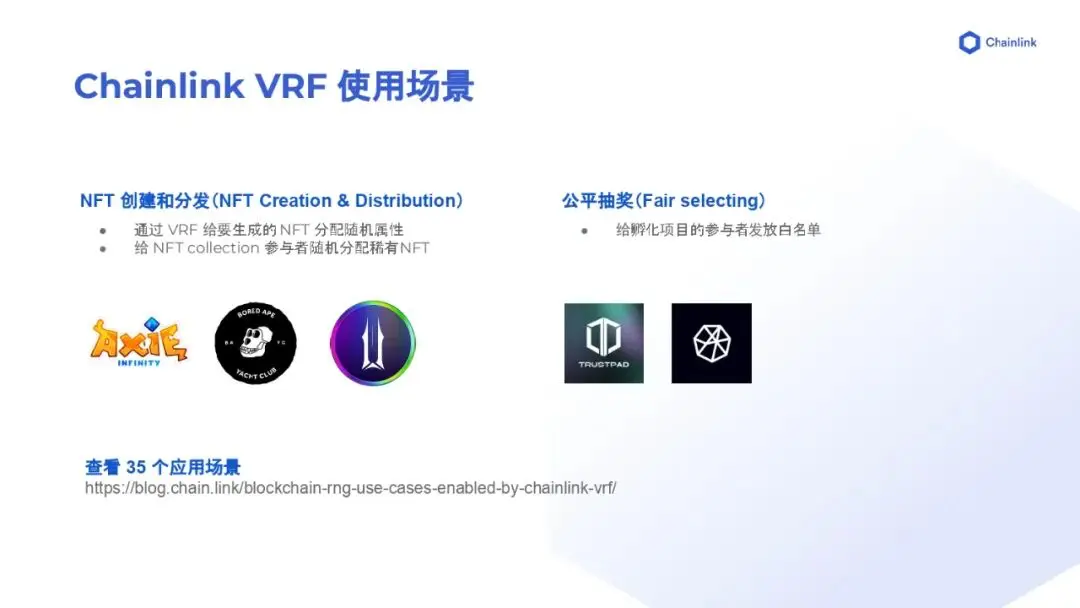 Chainlink
Chainlink VRF 使用场景
NFT 创建和分发(NFT Creation & Distribution)
• 通过 VRF 给要生成的 NFT 分配随机属性
• 给 NFT collection 参与者随机分配稀有NFT
AXIE
INFINITY
BORED APE
BA YC
YACHT CLUB
公平抽奖(Fair selecting)
• 给孵化项目的参与者发放白名单
TRUSTPAD
查看 35 个应用场景
https://blog.chain.link/blockchain-rng-use-cases-enabled-by-chainlink-vrf/